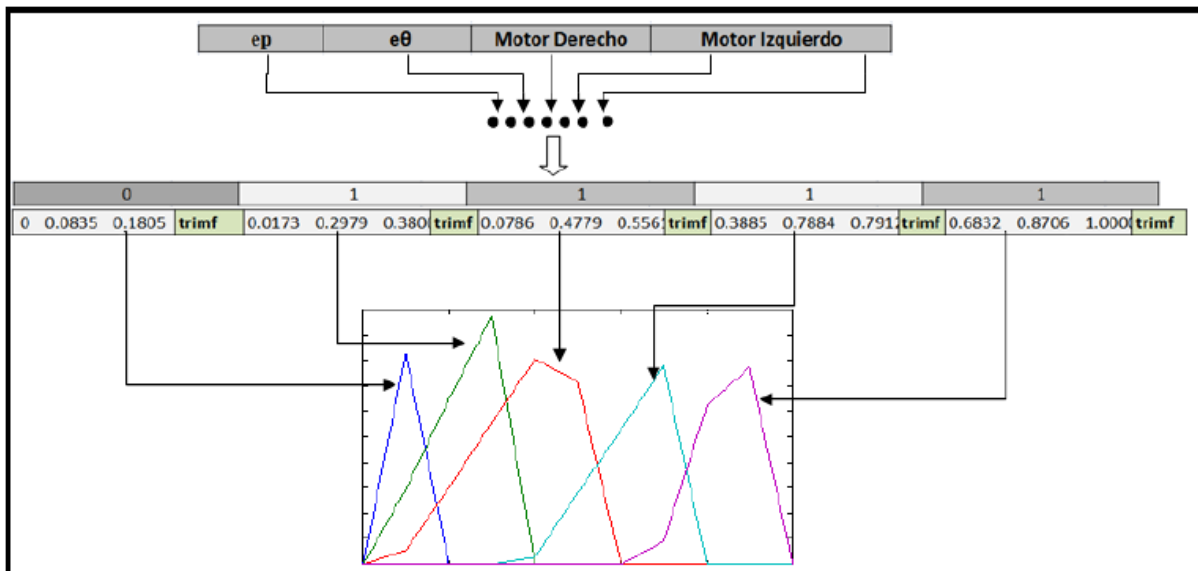 ep eθ Motor Derecho Motor Izquierdo
0 1 1 1 1
0 0.0835 0.1805 trimf 0.0173 0.2979 0.380 trimf 0.0786 0.4779 0.556 trimf 0.3885 0.7884 0.791 trimf 0.6832 0.8706 1.000 trimf